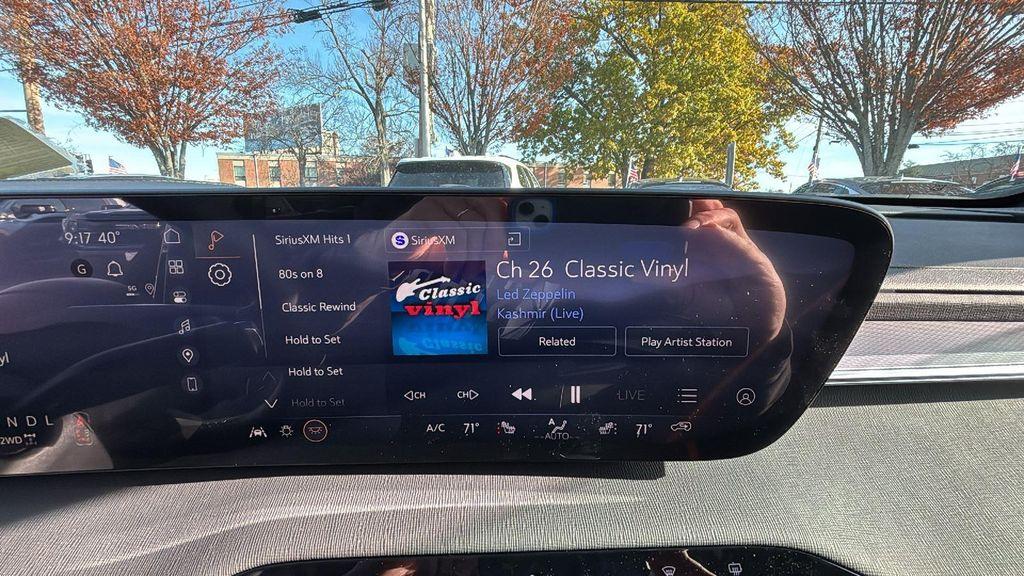 9:17 40°
G
5G
yl
N D L
2WD
SiriusXM Hits 1
80s on 8
Classic Rewind
Hold to Set
Hold to Set
Hold to Set
S SiriusXM
Classic
vinyl
Ch 26 Classic Vinyl
Led Zeppelin
Kashmir (Live)
Related
Play Artist Station
CH
CH
LIVE
A/C 71° A AUTO 71°